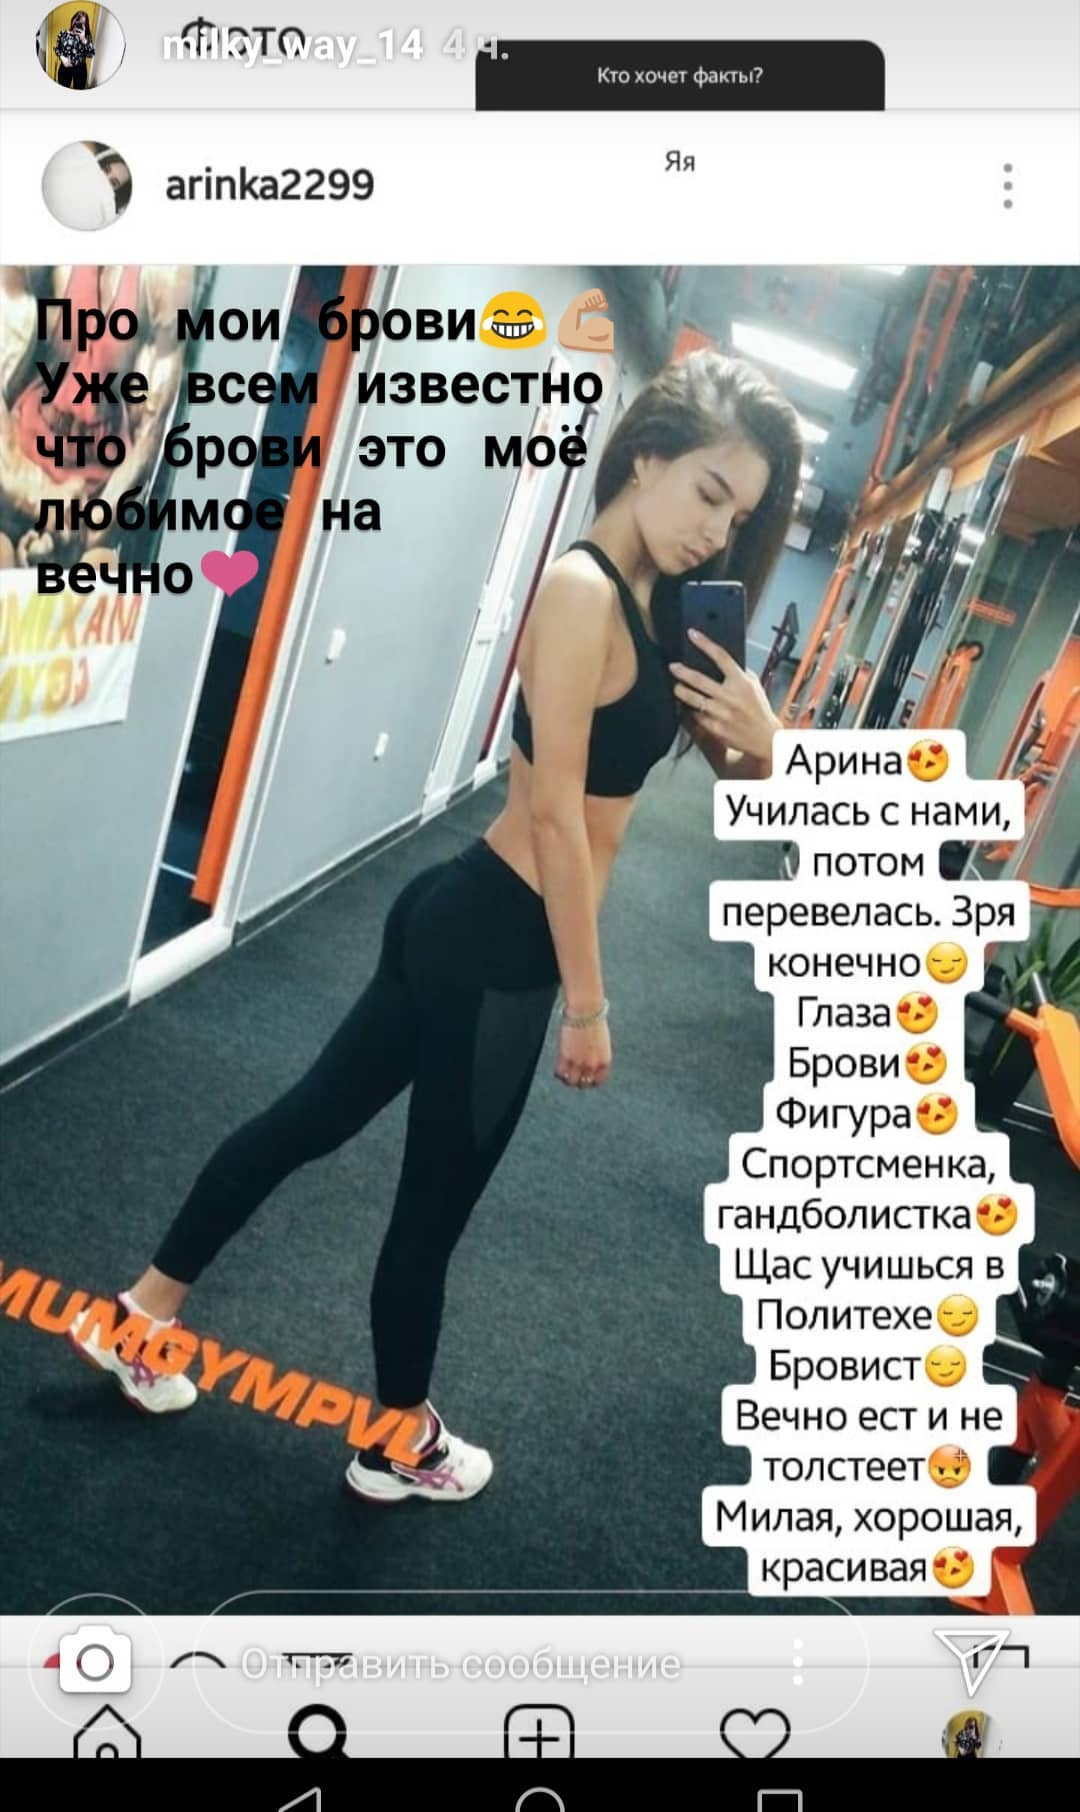 Фото
milky_way_14 4 ч.
Кто хочет факты?
Яя
arinka2299
Про мои брови😂💪🏼
Уже всем известно
что брови это моё
любимое на
вечно❤
MUMGYMPVL
Арина😍
Училась с нами,
потом
перевелась. Зря
конечно😏
Глаза😍
Брови😍
Фигура😍
Спортсменка,
гандболистка😍
Щас учишься в
Политехе😏
Бровист😏
Вечно ест и не
толстеет😡
Милая, хорошая,
красивая😍
Отправить сообщение